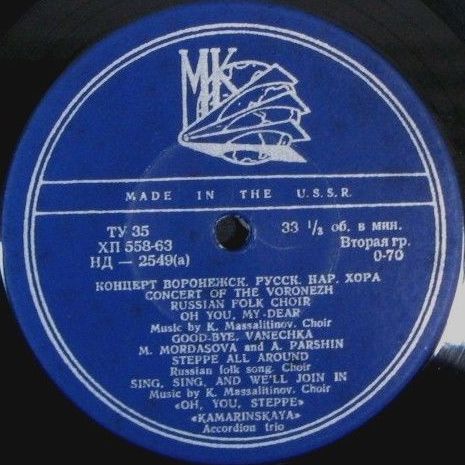 МК
MADE IN THE U.S.S.R.
ТУ 35
ХП 558-63
НД — 2549(a)
33 1/3 об. в мин.
Вторая гр.
0-70
КОНЦЕРТ ВОРОНЕЖСК. РУССК. НАР. ХОРА
CONCERT OF THE VORONEZH
RUSSIAN FOLK CHOIR
OH YOU, MY-DEAR
Music by K. Massalitinov. Choir
GOOD-BYE, VANECHKA
M. MORDASOVA and A. PARSHIN
STEPPE ALL AROUND
Russian folk song. Choir
SING, SING, AND WE'LL JOIN IN
Music by K. Massalitinov. Choir
«OH, YOU, STEPPE»
«KAMARINSKAYA»
Accordion trio